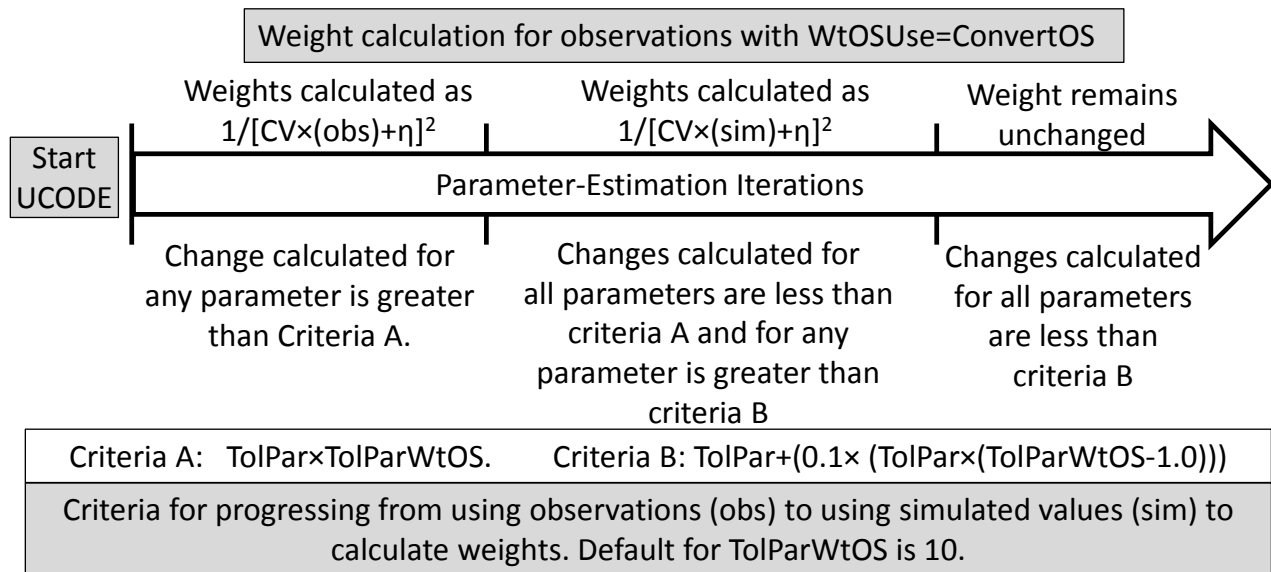 Weight calculation for observations with WtOSUse=ConvertOS
Weights calculated as
1/[CV×(obs)+η]²
Weights calculated as
1/[CV×(sim)+η]²
Weight remains
unchanged
Start
UCODE
Parameter-Estimation Iterations
Change calculated for
any parameter is greater
than Criteria A.
Changes calculated for
all parameters are less than
criteria A and for any
parameter is greater than
criteria B
Changes calculated
for all parameters
are less than
criteria B
Criteria A: TolPar×TolParWtOS. Criteria B: TolPar+(0.1× (TolPar×(TolParWtOS-1.0)))
Criteria for progressing from using observations (obs) to using simulated values (sim) to
calculate weights. Default for TolParWtOS is 10.